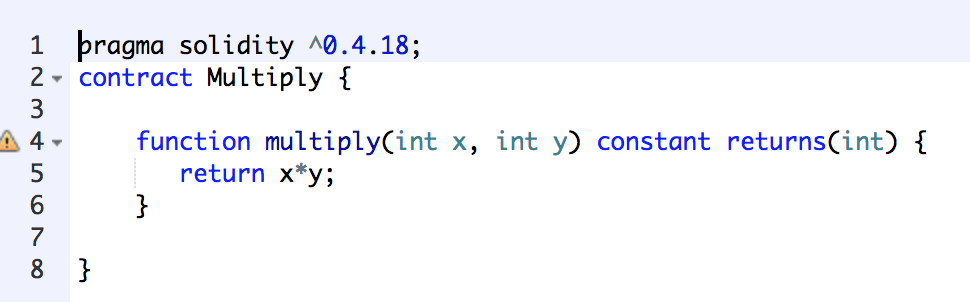 1 pragma solidity ^0.4.18;
2 contract Multiply {
3
4 function multiply(int x, int y) constant returns(int) {
5 return x*y;
6 }
7
8 }